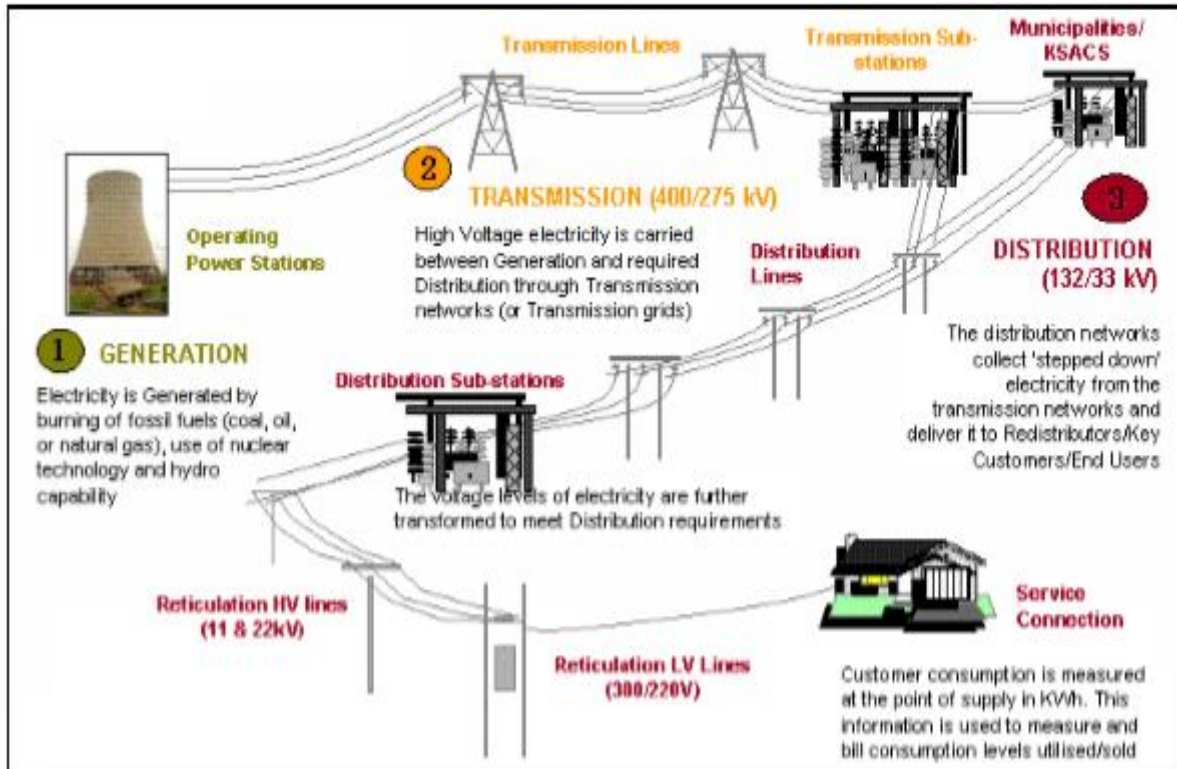 Transmission Lines
Transmission Sub-
stations
Municipalities/
KSACS
2
TRANSMISSION (400/275 kV)
High Voltage electricity is carried
between Generation and required
Distribution through Transmission
networks (or Transmission grids)
Operating
Power Stations
3
DISTRIBUTION
(132/33 kV)
The distribution networks
collect 'stepped down'
electricity from the
transmission networks and
deliver it to Redistributors/Key
Customers/End Users
Distribution
Lines
1 GENERATION
Electricity is Generated by
burning of fossil fuels (coal, oil,
or natural gas), use of nuclear
technology and hydro
capability
Distribution Sub-stations
The voltage levels of electricity are further
transformed to meet Distribution requirements
Reticulation HV lines
(11 & 22kV)
Reticulation LV Lines
(380/220V)
Service
Connection
Customer consumption is measured
at the point of supply in KWh. This
information is used to measure and
bill consumption levels utilised/sold